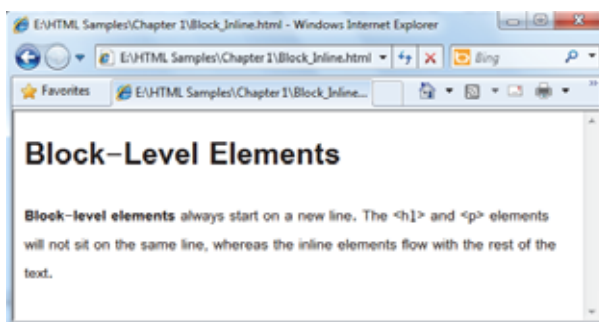 E:\HTML Samples\Chapter 1\Block_Inline.html - Windows Internet Explorer
E:\HTML Samples\Chapter 1\Block_Inline.html
Bing
Favorites
E:\HTML Samples\Chapter 1\Block_Inline...
Block-Level Elements
Block-level elements always start on a new line. The <h1> and <p> elements
will not sit on the same line, whereas the inline elements flow with the rest of the
text.